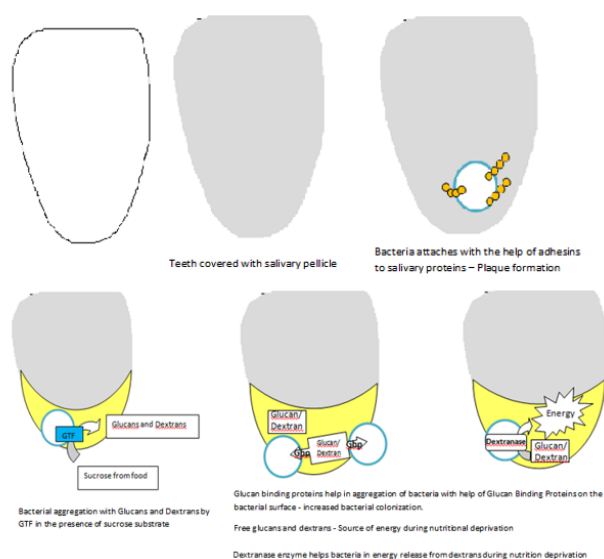 Teeth covered with salivary pellicle
Bacteria attaches with the help of adhesins
to salivary proteins – Plaque formation
GTF
Glucans and Dextrans
Sucrose from food
Bacterial aggregation with Glucans and Dextrans by
GTF in the presence of sucrose substrate
Glucan/
Dextran
Gbp
Glucan/
Dextran
Gbp
Glucan binding proteins help in aggregation of bacteria with help of Glucan Binding Proteins on the
bacterial surface - increased bacterial colonization.
Free glucans and dextrans - Source of energy during nutritional deprivation
Energy
Dextranase
Glucan/
Dextran
Dextranase enzyme helps bacteria in energy release from dextrans during nutrition deprivation